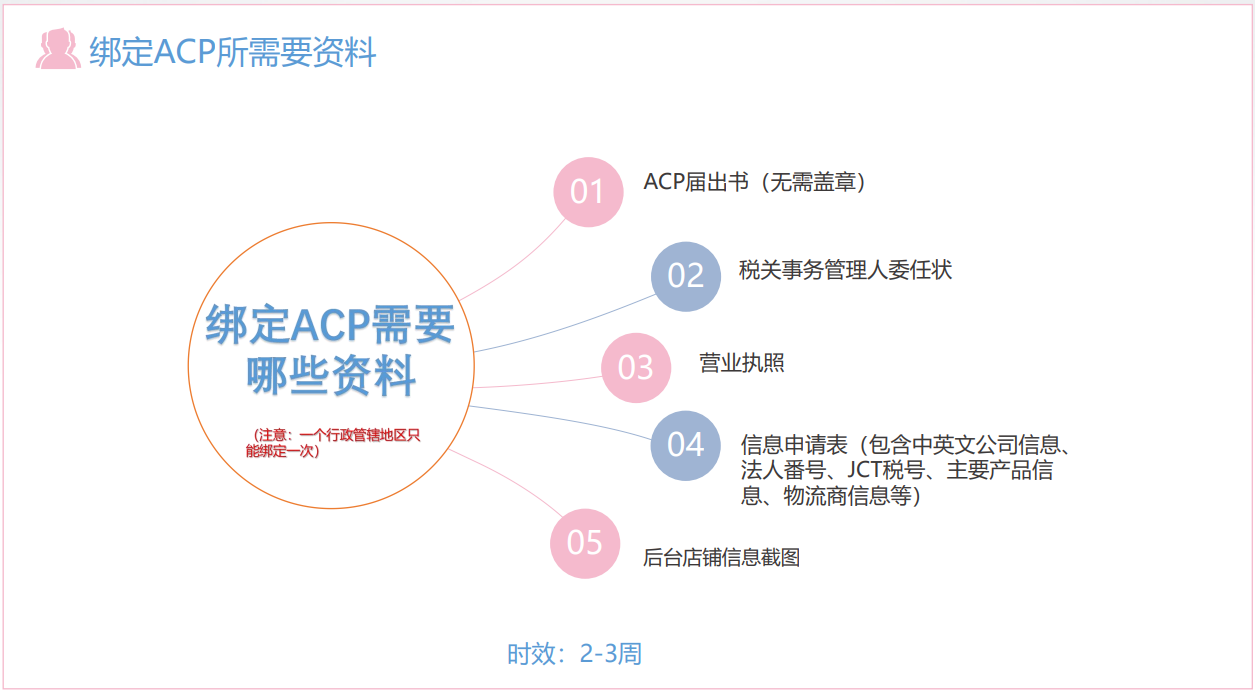 绑定ACP所需要资料
01
ACP届出书（无需盖章）
02
税关事务管理人委任状
绑定ACP需要
哪些资料
（注意：一个行政管辖地区只
能绑定一次）
03
营业执照
04
信息申请表（包含中英文公司信息、
法人番号、JCT税号、主要产品信
息、物流商信息等）
05
后台店铺信息截图
时效：2-3周